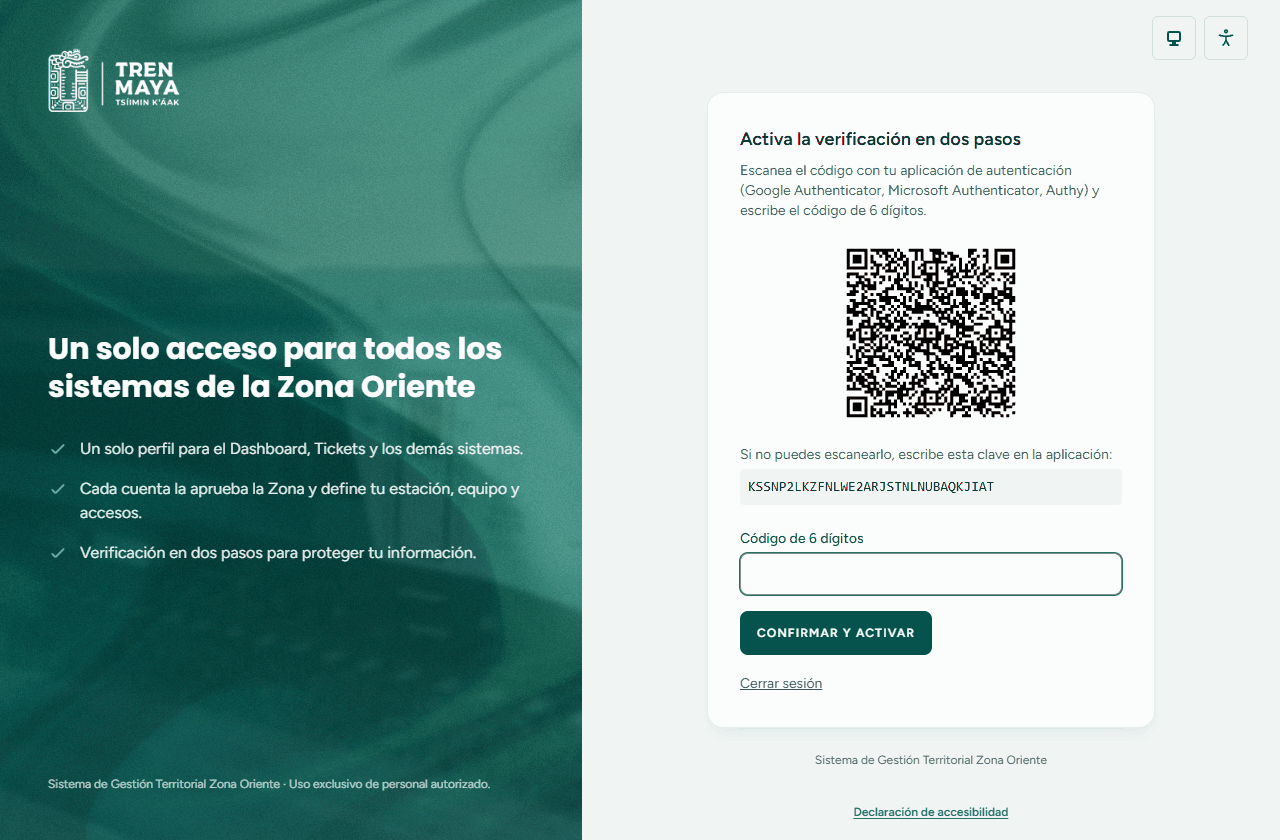 TREN
MAYA
TSÍIMIN K'ÁAK
Un solo acceso para todos los
sistemas de la Zona Oriente
Un solo perfil para el Dashboard, Tickets y los demás sistemas.
Cada cuenta la aprueba la Zona y define tu estación, equipo y
accesos.
Verificación en dos pasos para proteger tu información.
Sistema de Gestión Territorial Zona Oriente · Uso exclusivo de personal autorizado.
Activa la verificación en dos pasos
Escanea el código con tu aplicación de autenticación
(Google Authenticator, Microsoft Authenticator, Authy) y
escribe el código de 6 dígitos.
Si no puedes escanearlo, escribe esta clave en la aplicación:
KSSNP2LKZFNLWE2ARJSTNLNUBAQKJIAT
Código de 6 dígitos
CONFIRMAR Y ACTIVAR
Cerrar sesión
Sistema de Gestión Territorial Zona Oriente
Declaración de accesibilidad